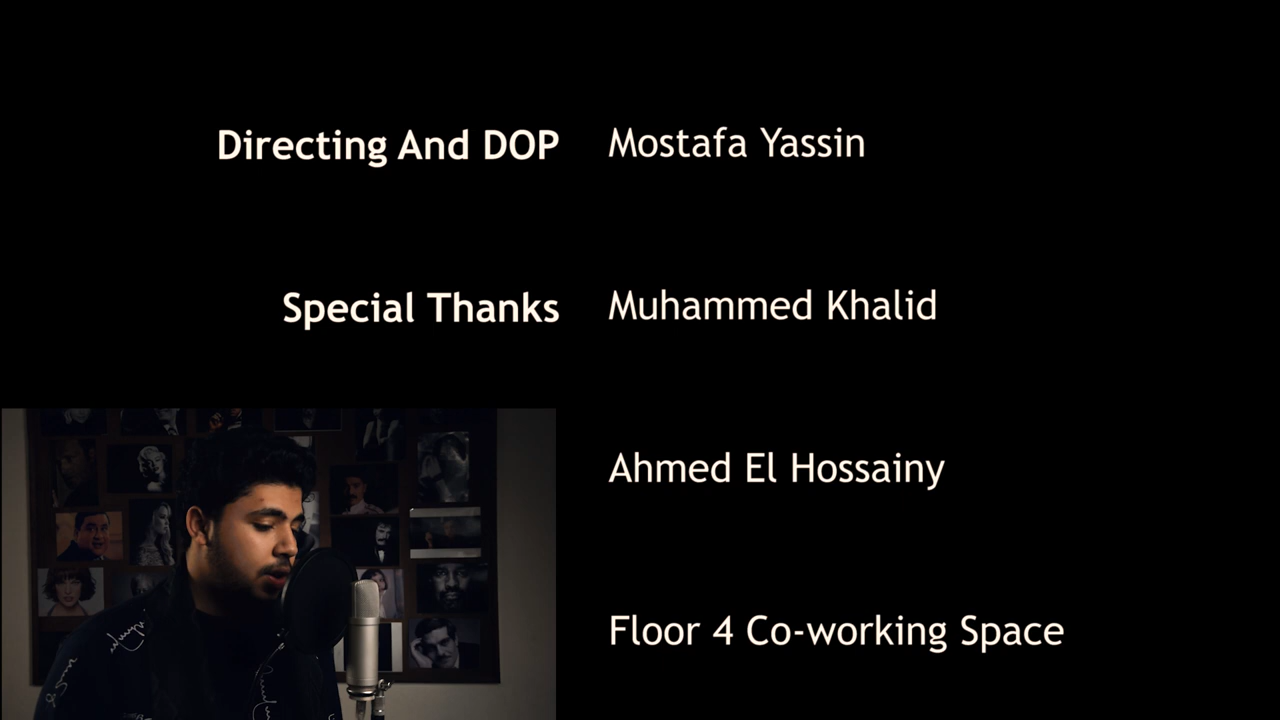 Directing And DOP Mostafa Yassin
Special Thanks Muhammed Khalid
Ahmed El Hossainy
Floor 4 Co-working Space